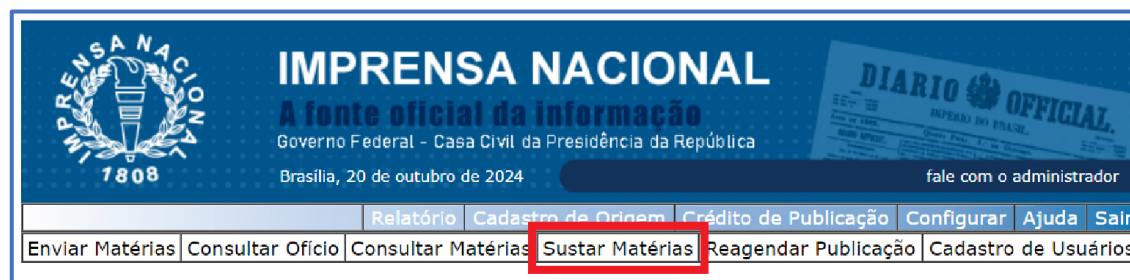 IMPRENSA NACIONAL
1808
IMPRENSA NACIONAL
A fonte oficial da informação
Governo Federal - Casa Civil da Presidência da República
Brasília, 20 de outubro de 2024
DIARIO OFFICIAL.
IMPERIO DO BRASIL.
fale com o administrador
Relatório Cadastro de Origem Crédito de Publicação Configurar Ajuda Sair
Enviar Matérias Consultar Ofício Consultar Matérias Sustar Matérias Reagendar Publicação Cadastro de Usuários